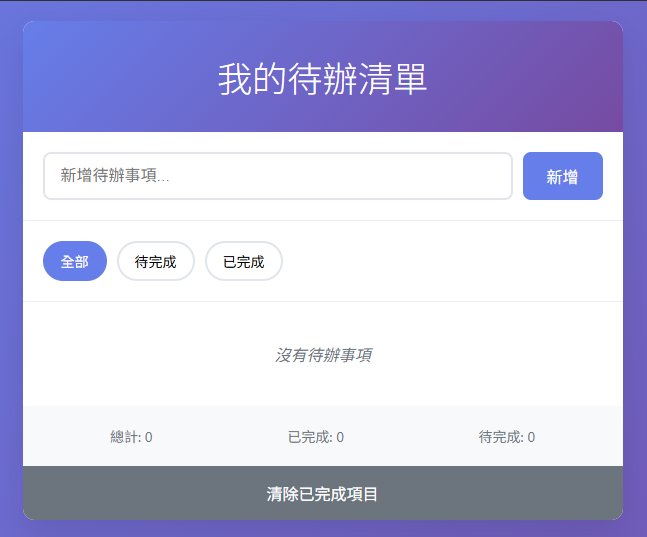 我的待辦清單
新增待辦事項...
新增
全部
待完成
已完成
沒有待辦事項
總計: 0
已完成: 0
待完成: 0
清除已完成項目